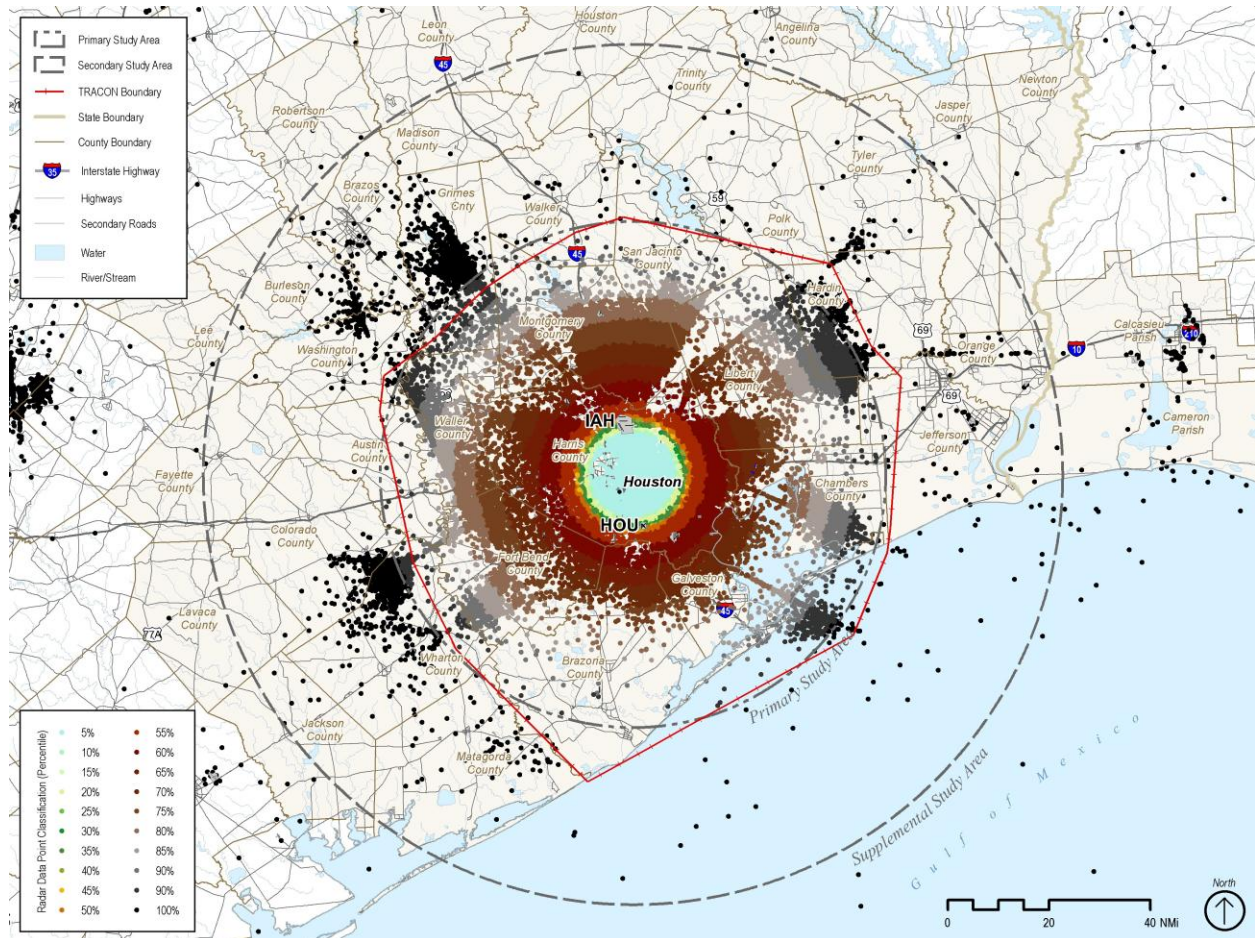 Primary Study Area
Secondary Study Area
TRACON Boundary
State Boundary
County Boundary
35
Interstate Highway
Highways
Secondary Roads
Water
River/Stream
Leon
County
Houston
County
Angelina
County
45
Trinity
County
Newton
County
Robertson
County
Jasper
County
Madison
County
Tyler
County
Brazos
County
Grimes
Cnty
Walker
County
59
Polk
County
45
San Jacinto
County
Burleson
County
Hardin
County
Lee
County
Montgomery
County
69
Orange
County
10
Calcasieu
Parish
210
Washington
County
Liberty
County
69
Waller
County
IAH
Cameron
Parish
Austin
County
Harris
County
Jefferson
County
Fayette
County
Houston
Chambers
County
Colorado
County
HOU
Fort Bend
County
Galveston
County
45
Lavaca
County
77A
Wharton
County
Brazoria
County
Primary Study Area
Jackson
County
Matagorda
County
Supplemental Study Area
Gulf of Mexico
Radar Data Point Classification (Percentile)
5% 55%
10% 60%
15% 65%
20% 70%
25% 75%
30% 80%
35% 85%
40% 90%
45% 90%
50% 100%
North
0 20 40 NMi